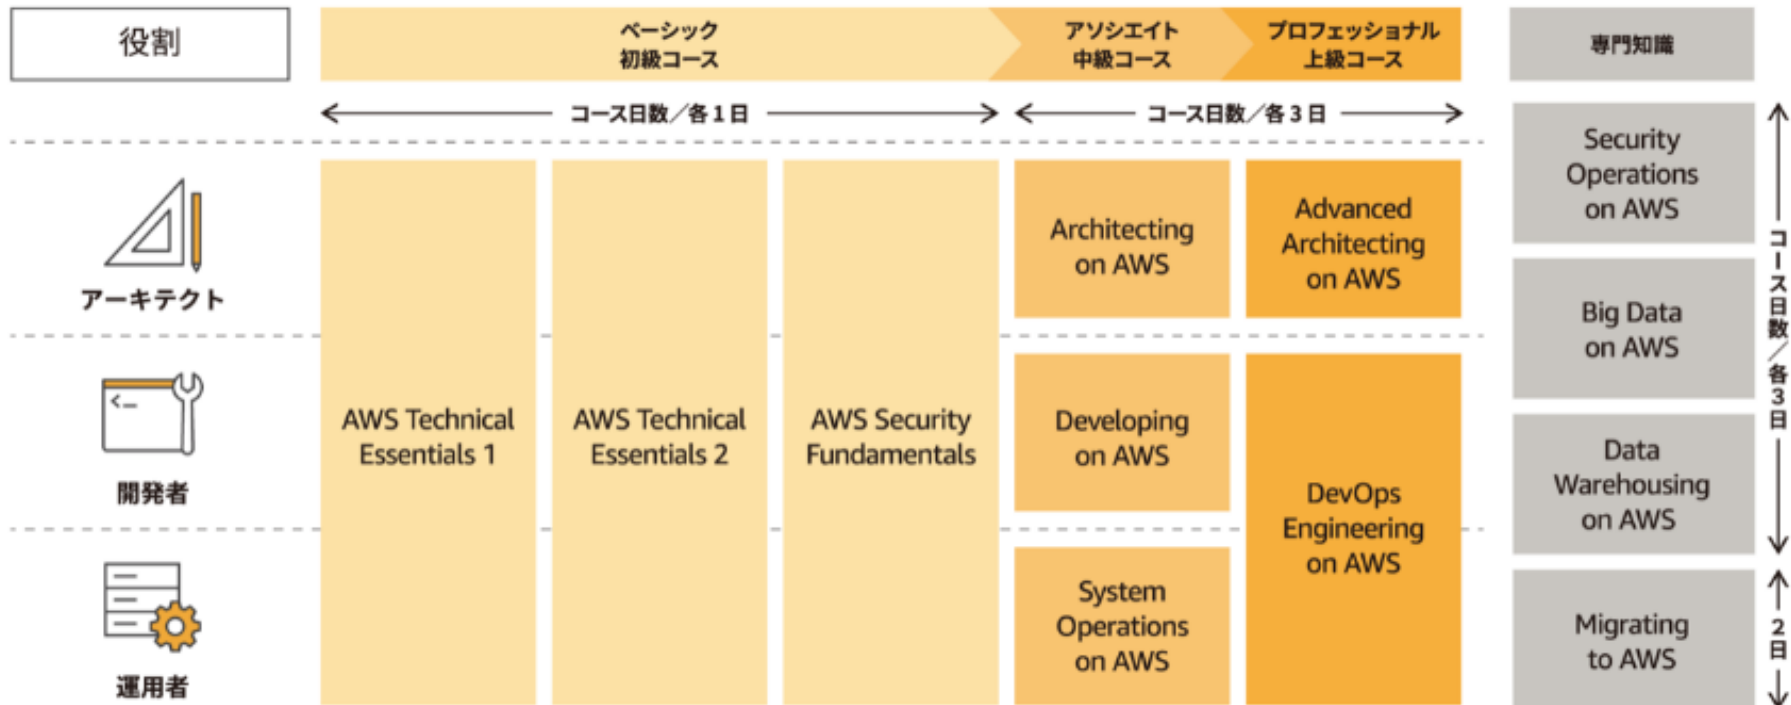 役割
ベーシック
初級コース
アソシエイト
中級コース
プロフェッショナル
上級コース
専門知識
コース日数／各1日
コース日数／各3日
アーキテクト
開発者
<_
運用者
AWS Technical
Essentials 1
AWS Technical
Essentials 2
AWS Security
Fundamentals
Architecting
on AWS
Advanced
Architecting
on AWS
Developing
on AWS
DevOps
Engineering
on AWS
System
Operations
on AWS
Security
Operations
on AWS
Big Data
on AWS
Data
Warehousing
on AWS
Migrating
to AWS
コース日数／各3日
2日